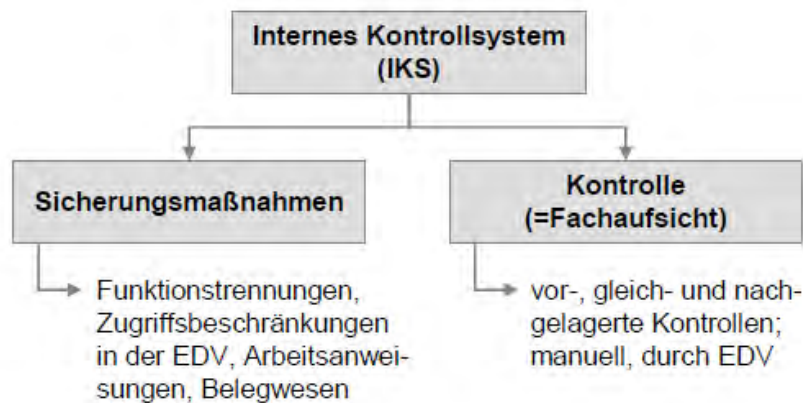 Internes Kontrollsystem
(IKS)
Sicherungsmaßnahmen
Kontrolle
(=Fachaufsicht)
Funktionstrennungen,
Zugriffsbeschränkungen
in der EDV, Arbeitsanwei-
sungen, Belegwesen
vor-, gleich- und nach-
gelagerte Kontrollen;
manuell, durch EDV